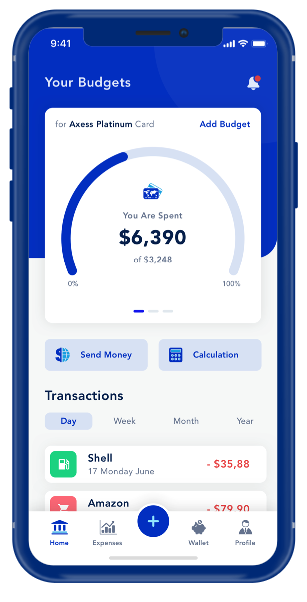 9:41
Your Budgets
for Axess Platinum Card
Add Budget
You Are Spent
$6,390
of $3,248
0%
100%
Send Money
Calculation
Transactions
Day
Week
Month
Year
Shell
17 Monday June
- $35,88
Amazon
- $79,90
Home
Expenses
+
Wallet
Profile